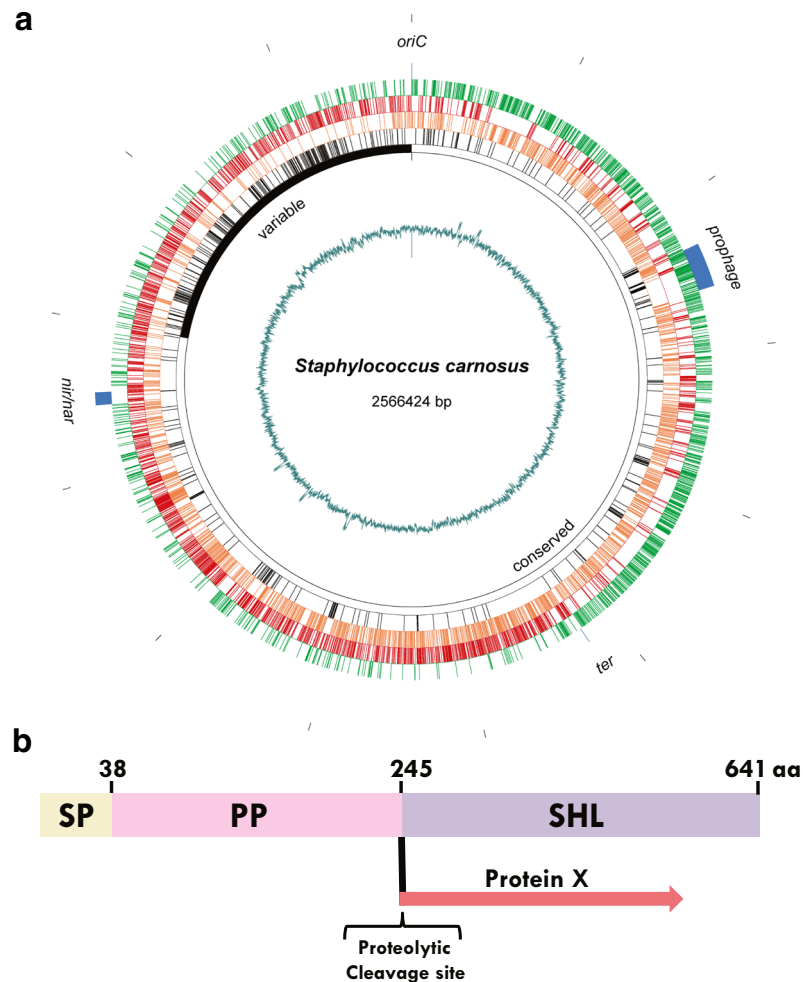 a
oriC
variable
prophage
Staphylococcus carnosus
2566424 bp
nir/nar
conserved
ter
b
38 245 641 aa
SP PP SHL
Protein X
Proteolytic
Cleavage site